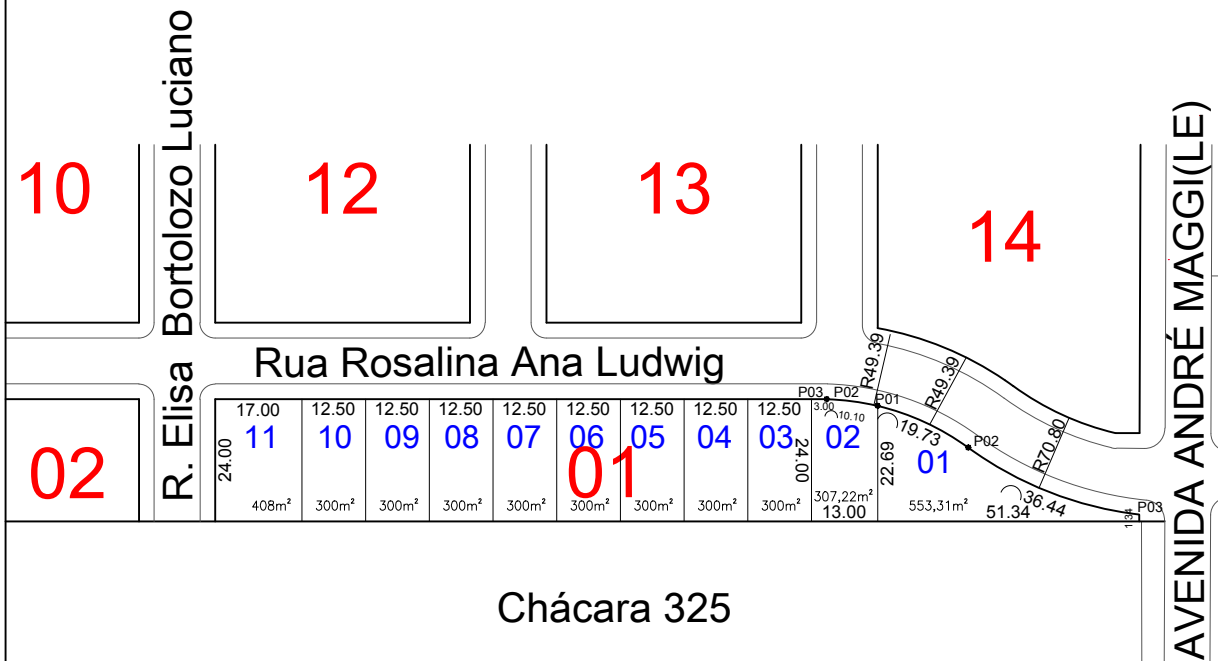 R. Elisa Bortolozo Luciano
10
12
13
14
AVENIDA ANDRÉ MAGGI(LE)
R49.39
R49.39
R70.80
Rua Rosalina Ana Ludwig
P03 P02
P01
17.00 12.50 12.50 12.50 12.50 12.50 12.50 12.50 12.50 3.00 10.10
19.73
P02
11 10 09 08 07 06 05 04 03 02 01
02
24.00
01
24.00
22.69
408m² 300m² 300m² 300m² 300m² 300m² 300m² 300m² 300m² 307,22m² 553,31m²
13.00
51.34
36.44
1.34
P03
Chácara 325